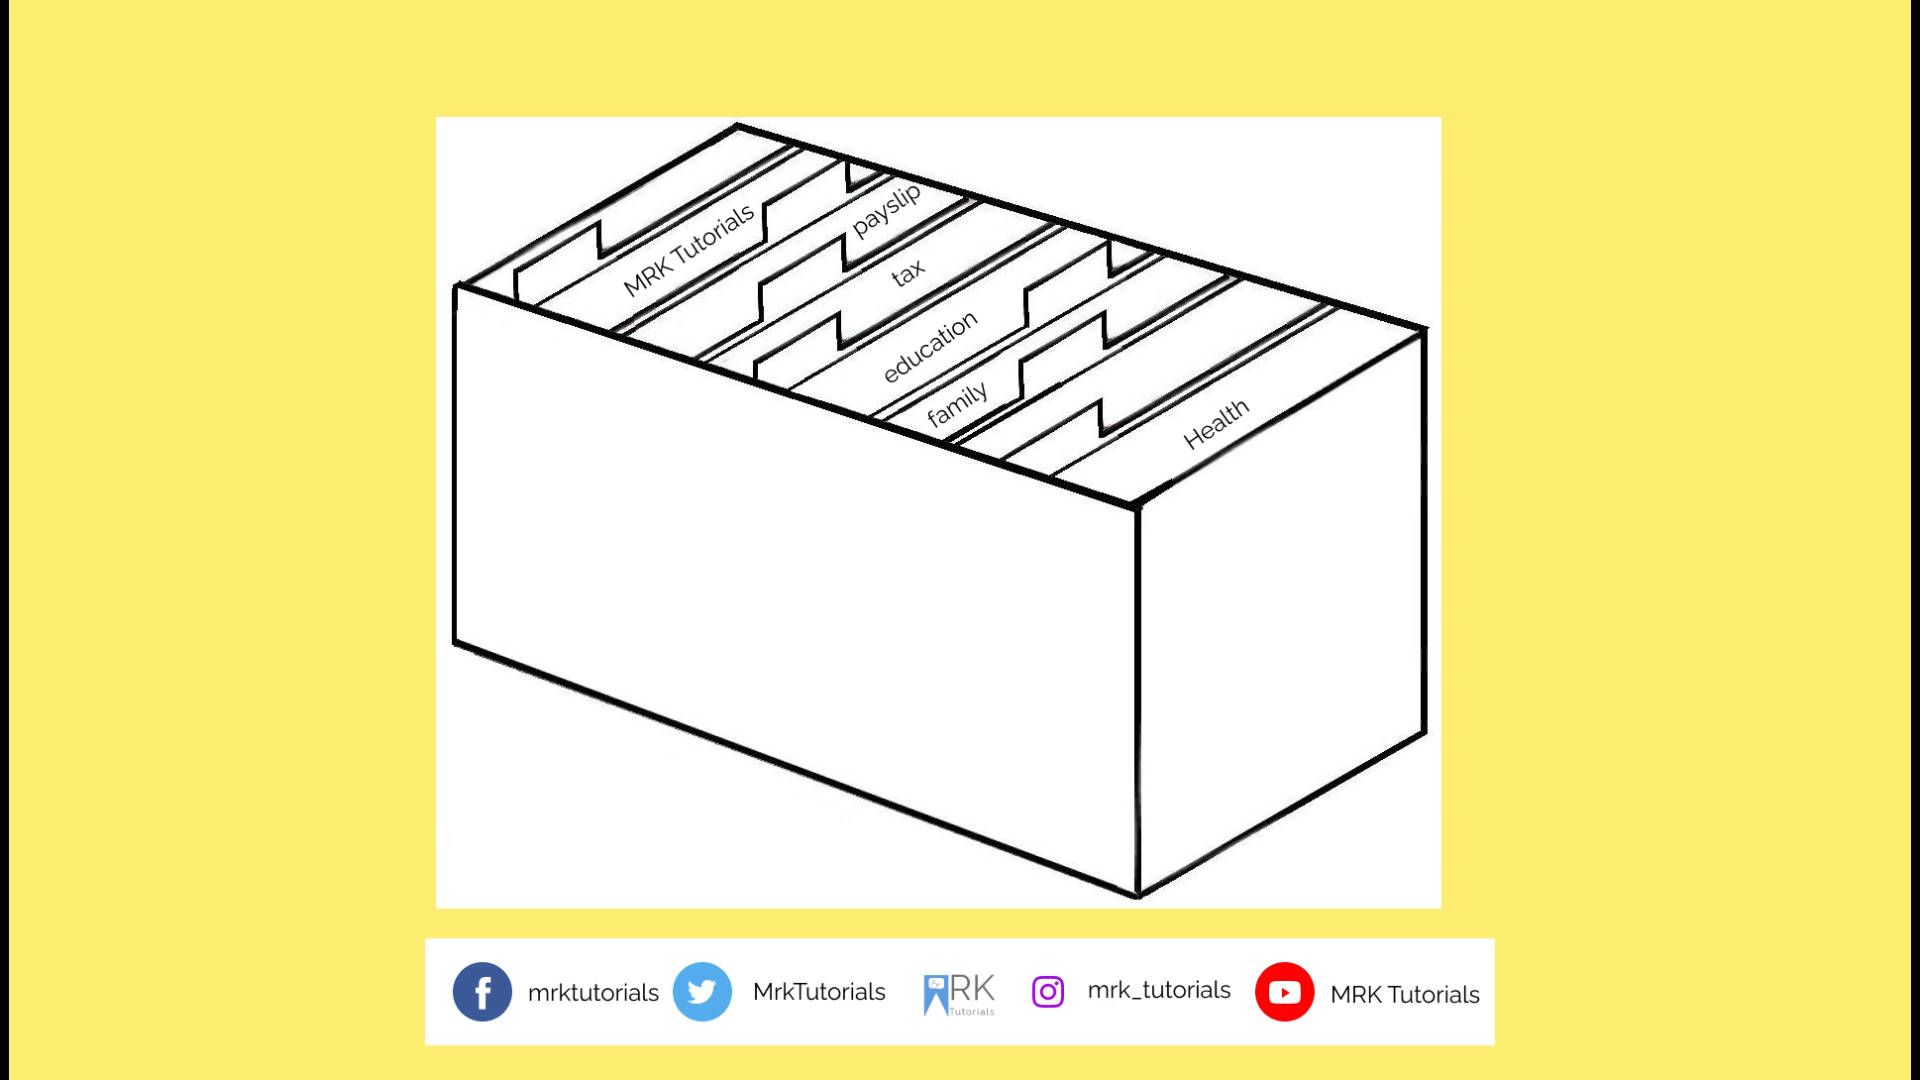 MRK Tutorials
payslip
tax
education
family
Health
mrktutorials
MrkTutorials
RK
Tutorials
mrk_tutorials
MRK Tutorials